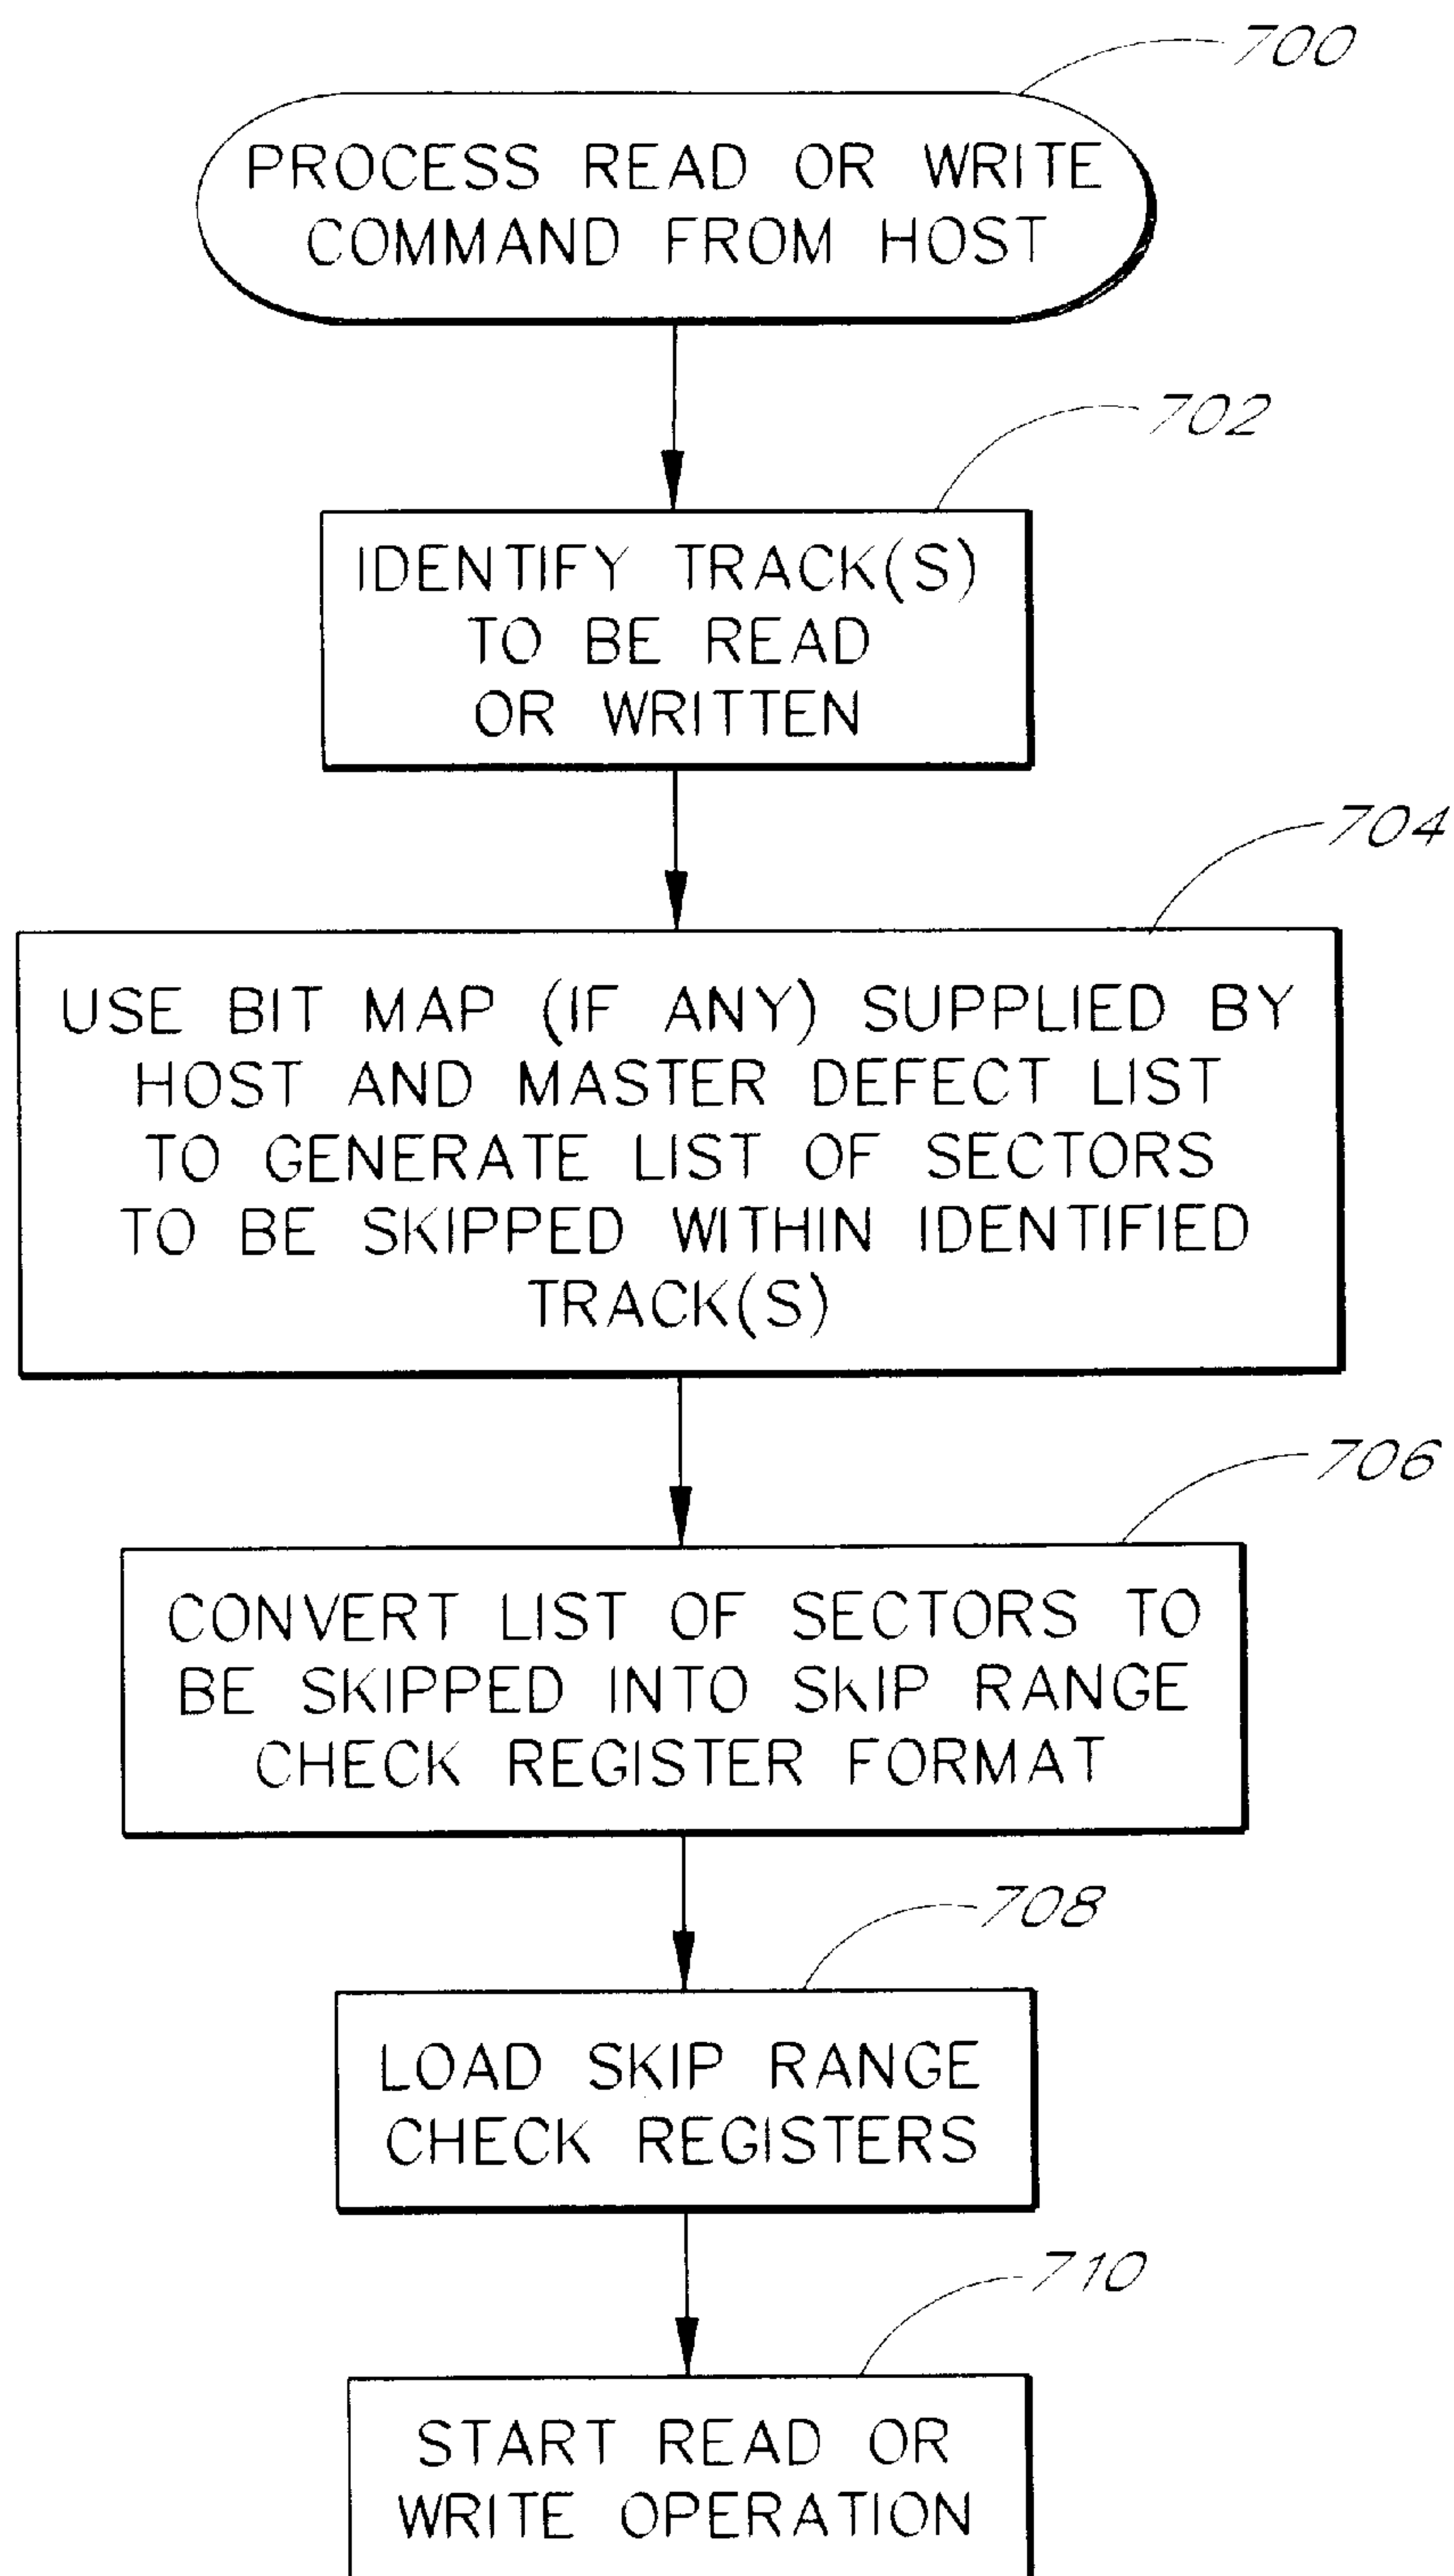 700
PROCESS READ OR WRITE
COMMAND FROM HOST
702
IDENTIFY TRACK(S)
TO BE READ
OR WRITTEN
704
USE BIT MAP (IF ANY) SUPPLIED BY
HOST AND MASTER DEFECT LIST
TO GENERATE LIST OF SECTORS
TO BE SKIPPED WITHIN IDENTIFIED
TRACK(S)
706
CONVERT LIST OF SECTORS TO
BE SKIPPED INTO SKIP RANGE
CHECK REGISTER FORMAT
708
LOAD SKIP RANGE
CHECK REGISTERS
710
START READ OR
WRITE OPERATION